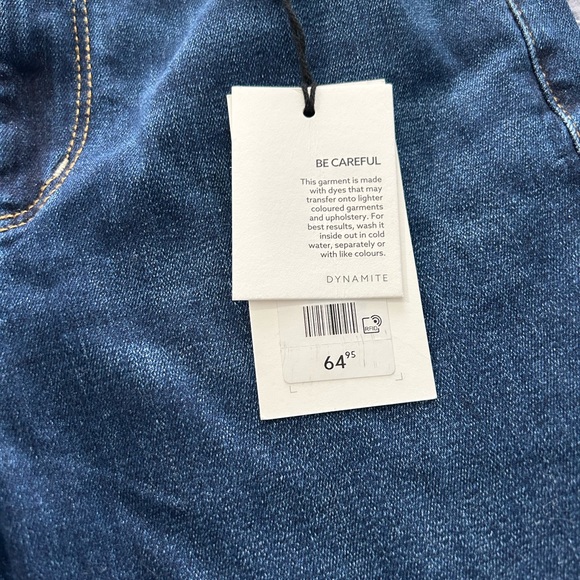 BE CAREFUL
This garment is made
with dyes that may
transfer onto lighter
coloured garments
and upholstery. For
best results, wash it
inside out in cold
water, separately or
with like colours.
DYNAMITE
RFID
64.95